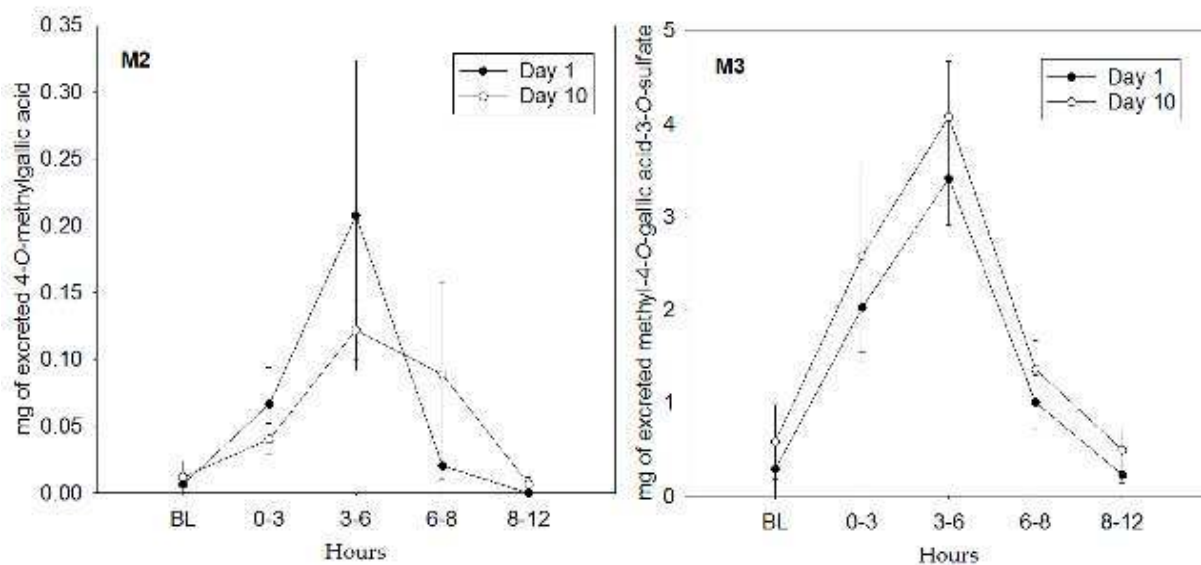 M2
Day 1
Day 10
mg of excreted 4-O-methylgallic acid
0.35
0.30
0.25
0.20
0.15
0.10
0.05
0.00
BL 0-3 3-6 6-8 8-12
Hours
M3
Day 1
Day 10
mg of excreted methyl-4-O-gallic acid-3-O-sulfate
5
4
3
2
1
0
BL 0-3 3-6 6-8 8-12
Hours